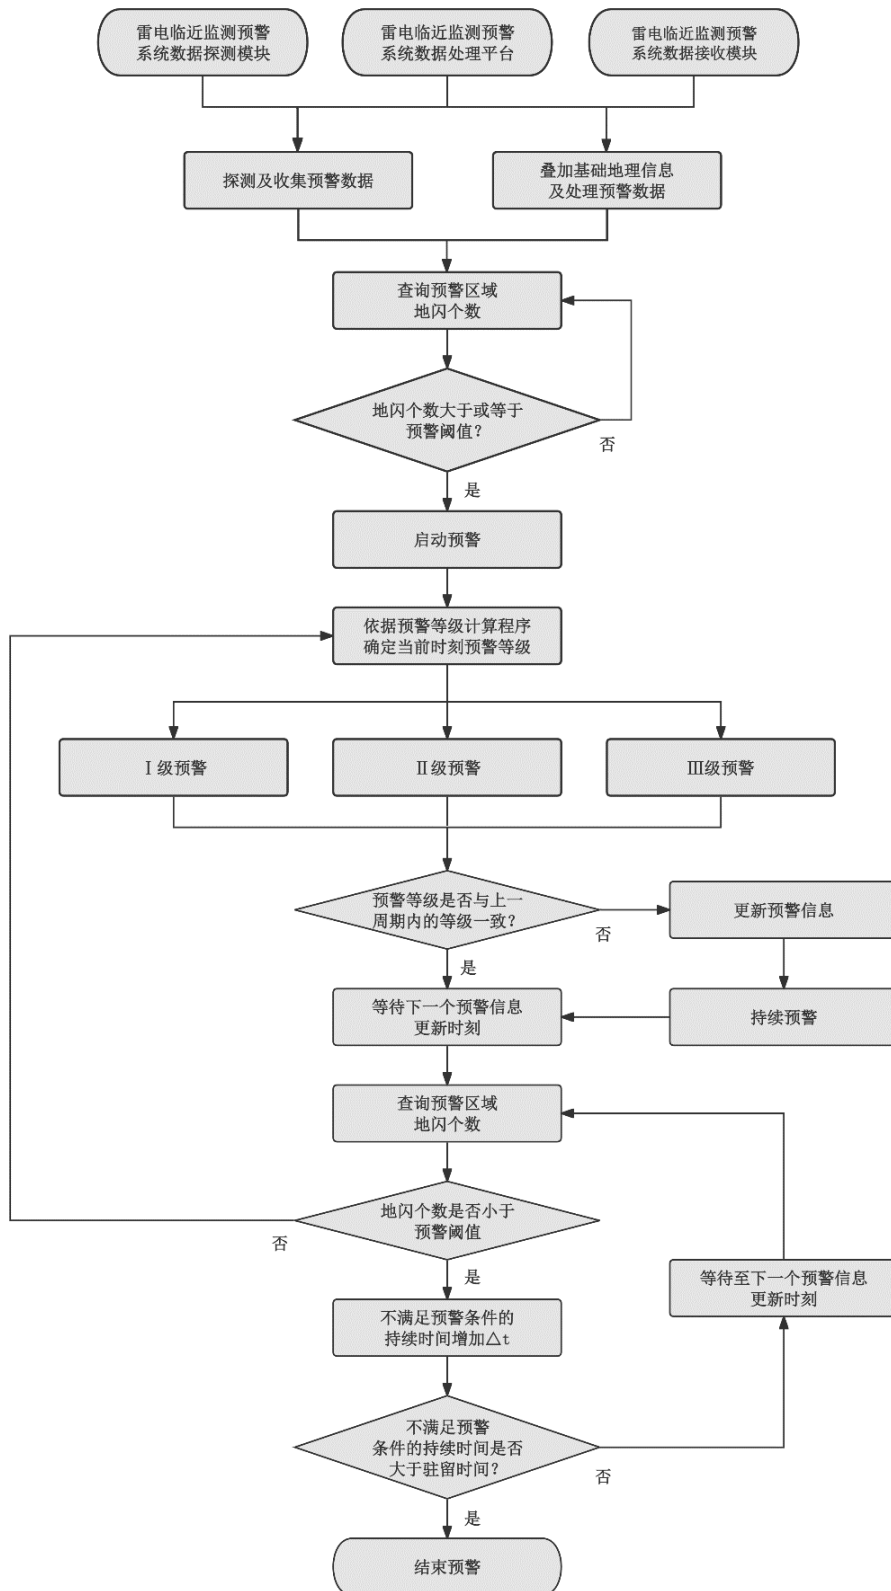 雷电临近监测预警
系统数据探测模块
雷电临近监测预警
系统数据处理平台
雷电临近监测预警
系统数据接收模块
探测及收集预警数据
叠加基础地理信息
及处理预警数据
查询预警区域
地闪个数
地闪个数大于或等于
预警阈值?
否
是
启动预警
依据预警等级计算程序
确定当前时刻预警等级
Ⅰ级预警
Ⅱ级预警
Ⅲ级预警
预警等级是否与上一
周期内的等级一致?
否
更新预警信息
是
等待下一个预警信息
更新时刻
持续预警
查询预警区域
地闪个数
地闪个数是否小于
预警阈值
否
是
等待至下一个预警信息
更新时刻
不满足预警条件的
持续时间增加△t
不满足预警
条件的持续时间是否
大于驻留时间?
否
是
结束预警